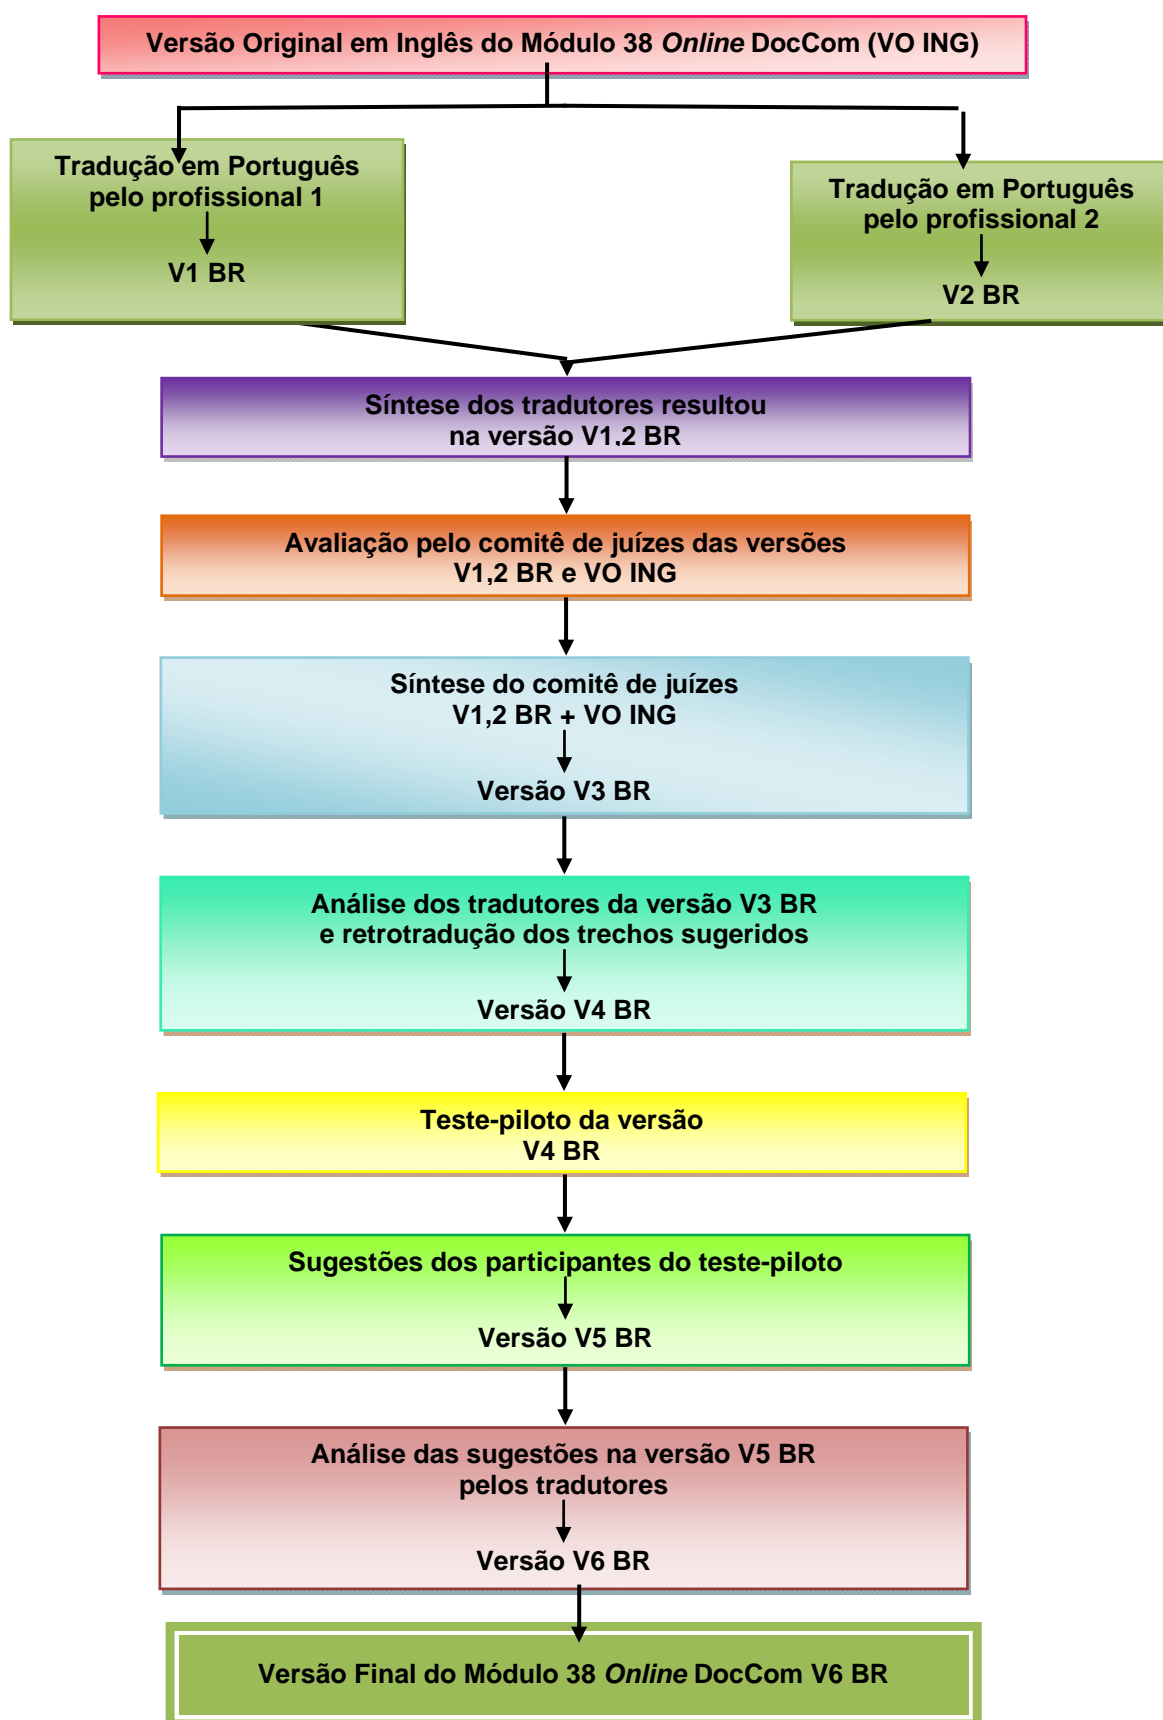 Versão Original em Inglês do Módulo 38 Online DocCom (VO ING)
Tradução em Português
pelo profissional 1
V1 BR
Tradução em Português
pelo profissional 2
V2 BR
Síntese dos tradutores resultou
na versão V1,2 BR
Avaliação pelo comitê de juízes das versões
V1,2 BR e VO ING
Síntese do comitê de juízes
V1,2 BR + VO ING
Versão V3 BR
Análise dos tradutores da versão V3 BR
e retrotradução dos trechos sugeridos
Versão V4 BR
Teste-piloto da versão
V4 BR
Sugestões dos participantes do teste-piloto
Versão V5 BR
Análise das sugestões na versão V5 BR
pelos tradutores
Versão V6 BR
Versão Final do Módulo 38 Online DocCom V6 BR